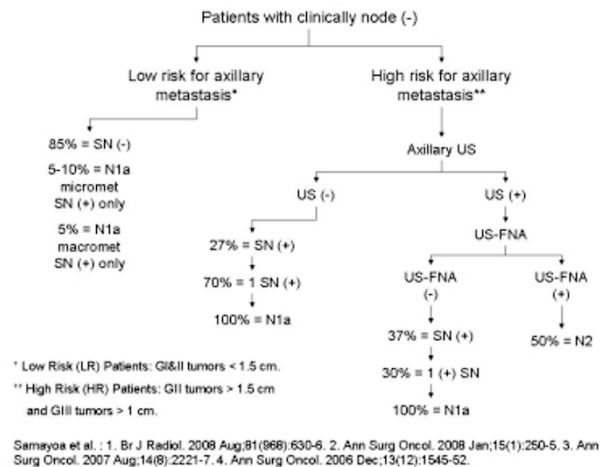 Patients with clinically node (-)
Low risk for axillary
metastasis*
High risk for axillary
metastasis**
85% = SN (-)
5-10% = N1a
micromet
SN (+) only
5% = N1a
macromet
SN (+) only
Axillary US
US (-)
US (+)
27% = SN (+)
70% = 1 SN (+)
100% = N1a
US-FNA
US-FNA
(-)
US-FNA
(+)
37% = SN (+)
50% = N2
30% = 1 (+) SN
100% = N1a
* Low Risk (LR) Patients: GI&II tumors < 1.5 cm.
** High Risk (HR) Patients: GII tumors > 1.5 cm
and GIII tumors > 1 cm.
Samayoa et al. : 1. Br J Radiol. 2008 Aug;81(968):630-6. 2. Ann Surg Oncol. 2008 Jan;15(1):250-5. 3. Ann
Surg Oncol. 2007 Aug;14(8):2221-7. 4. Ann Surg Oncol. 2006 Dec;13(12):1545-52.